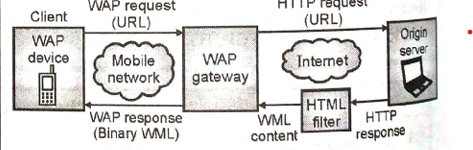 Client
WAP request
(URL)
HTTP request
(URL)
WAP
device
Mobile
network
WAP
gateway
Internet
Origin
server
WAP response
(Binary WML)
WML
content
HTML
filter
HTTP
response